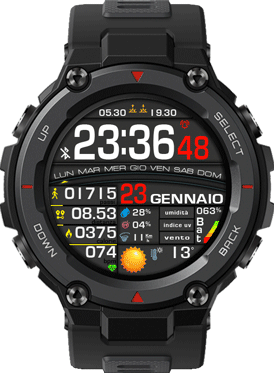 05.30 19.30
UP
SELECT
23:36 48
LUN MAR MER GIO VEN SAB DOM
01715 23 GENNAIO
08.53 28% umidità 063%
0375 04% indice uv Bat
074 11 vento
13°
DOWN
BACK